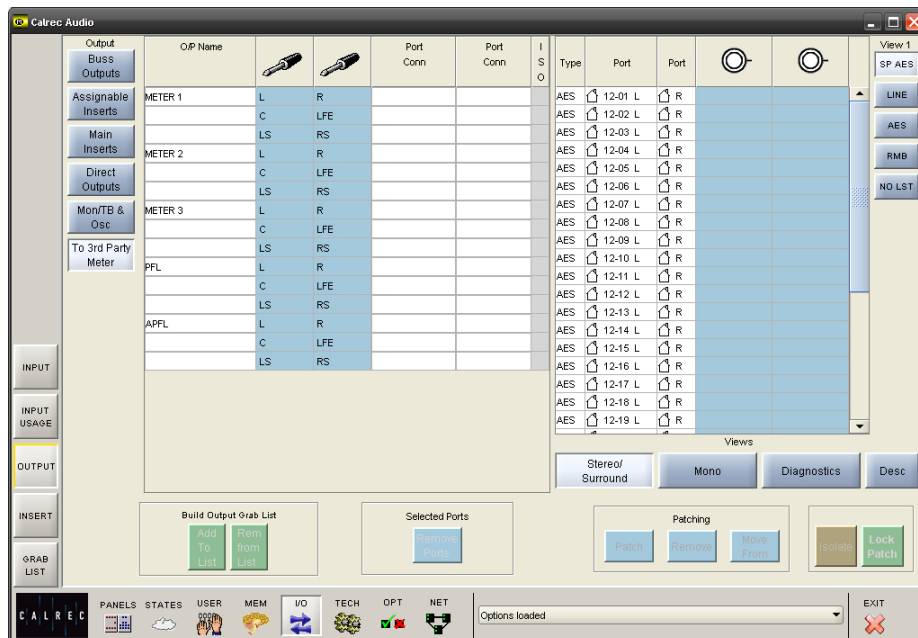 Calrec Audio
Output
Buss Outputs
Assignable Inserts
Main Inserts
Direct Outputs
Mon/TB & Osc
To 3rd Party Meter
INPUT
INPUT USAGE
OUTPUT
INSERT
GRAB LIST
O/P Name Port Conn Port Conn I S O
METER 1 L R
C LFE
LS RS
METER 2 L R
C LFE
LS RS
METER 3 L R
C LFE
LS RS
PFL L R
C LFE
LS RS
APFL L R
C LFE
LS RS
Type Port Port
AES 12-01 L R
AES 12-02 L R
AES 12-03 L R
AES 12-04 L R
AES 12-05 L R
AES 12-06 L R
AES 12-07 L R
AES 12-08 L R
AES 12-09 L R
AES 12-10 L R
AES 12-11 L R
AES 12-12 L R
AES 12-13 L R
AES 12-14 L R
AES 12-15 L R
AES 12-16 L R
AES 12-17 L R
AES 12-18 L R
AES 12-19 L R
View 1
SP AES
LINE
AES
RMB
NO LST
Views
Stereo/ Surround Mono Diagnostics Desc
Build Output Grab List
Add To List Rem from List
Selected Ports
Remove Ports
Patching
Patch Remove Move From
Isolate Lock Patch
CALREC PANELS STATES USER MEM I/O TECH OPT NET
Options loaded
EXIT